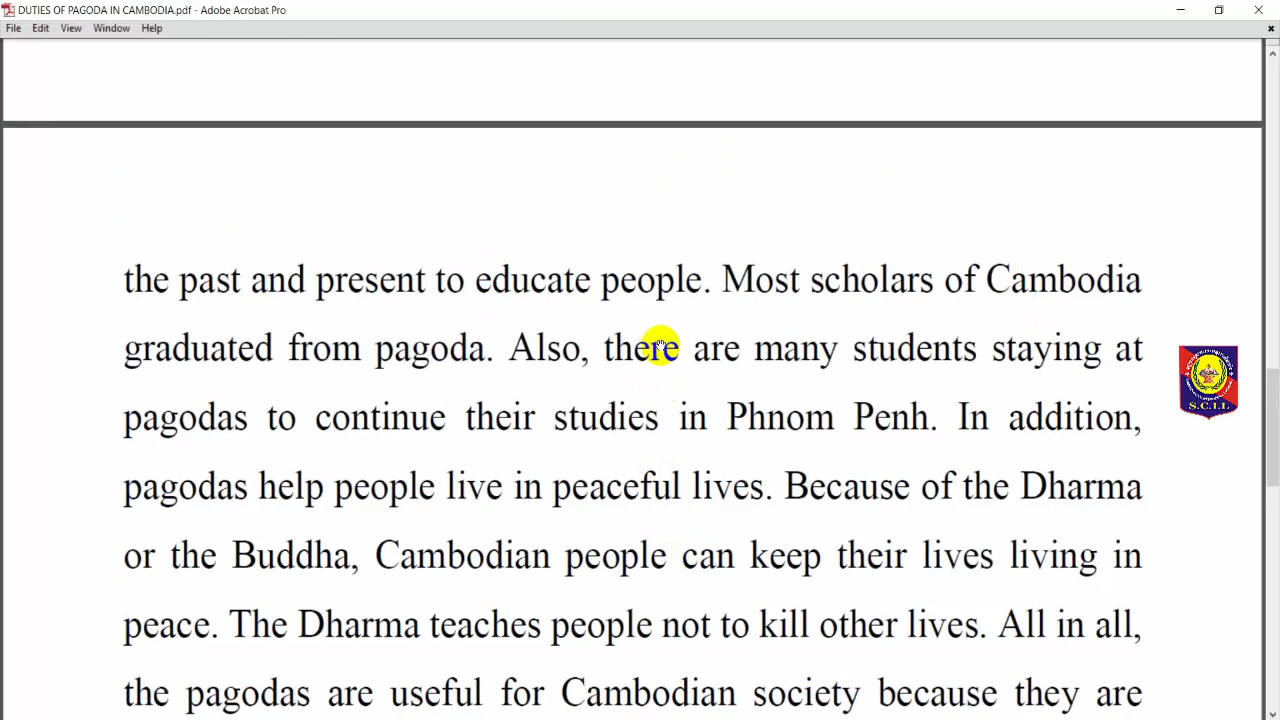 DUTIES OF PAGODA IN CAMBODIA.pdf - Adobe Acrobat Pro
File Edit View Window Help
the past and present to educate people. Most scholars of Cambodia
graduated from pagoda. Also, there are many students staying at
pagodas to continue their studies in Phnom Penh. In addition,
pagodas help people live in peaceful lives. Because of the Dharma
or the Buddha, Cambodian people can keep their lives living in
peace. The Dharma teaches people not to kill other lives. All in all,
the pagodas are useful for Cambodian society because they are
S.C.I.L